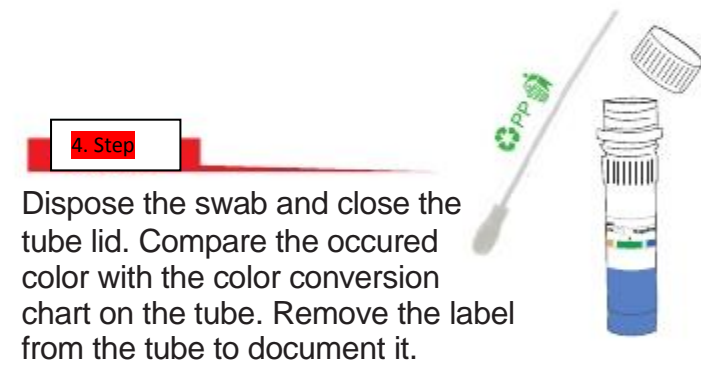 4. Step
PP
Dispose the swab and close the
tube lid. Compare the occured
color with the color conversion
chart on the tube. Remove the label
from the tube to document it.